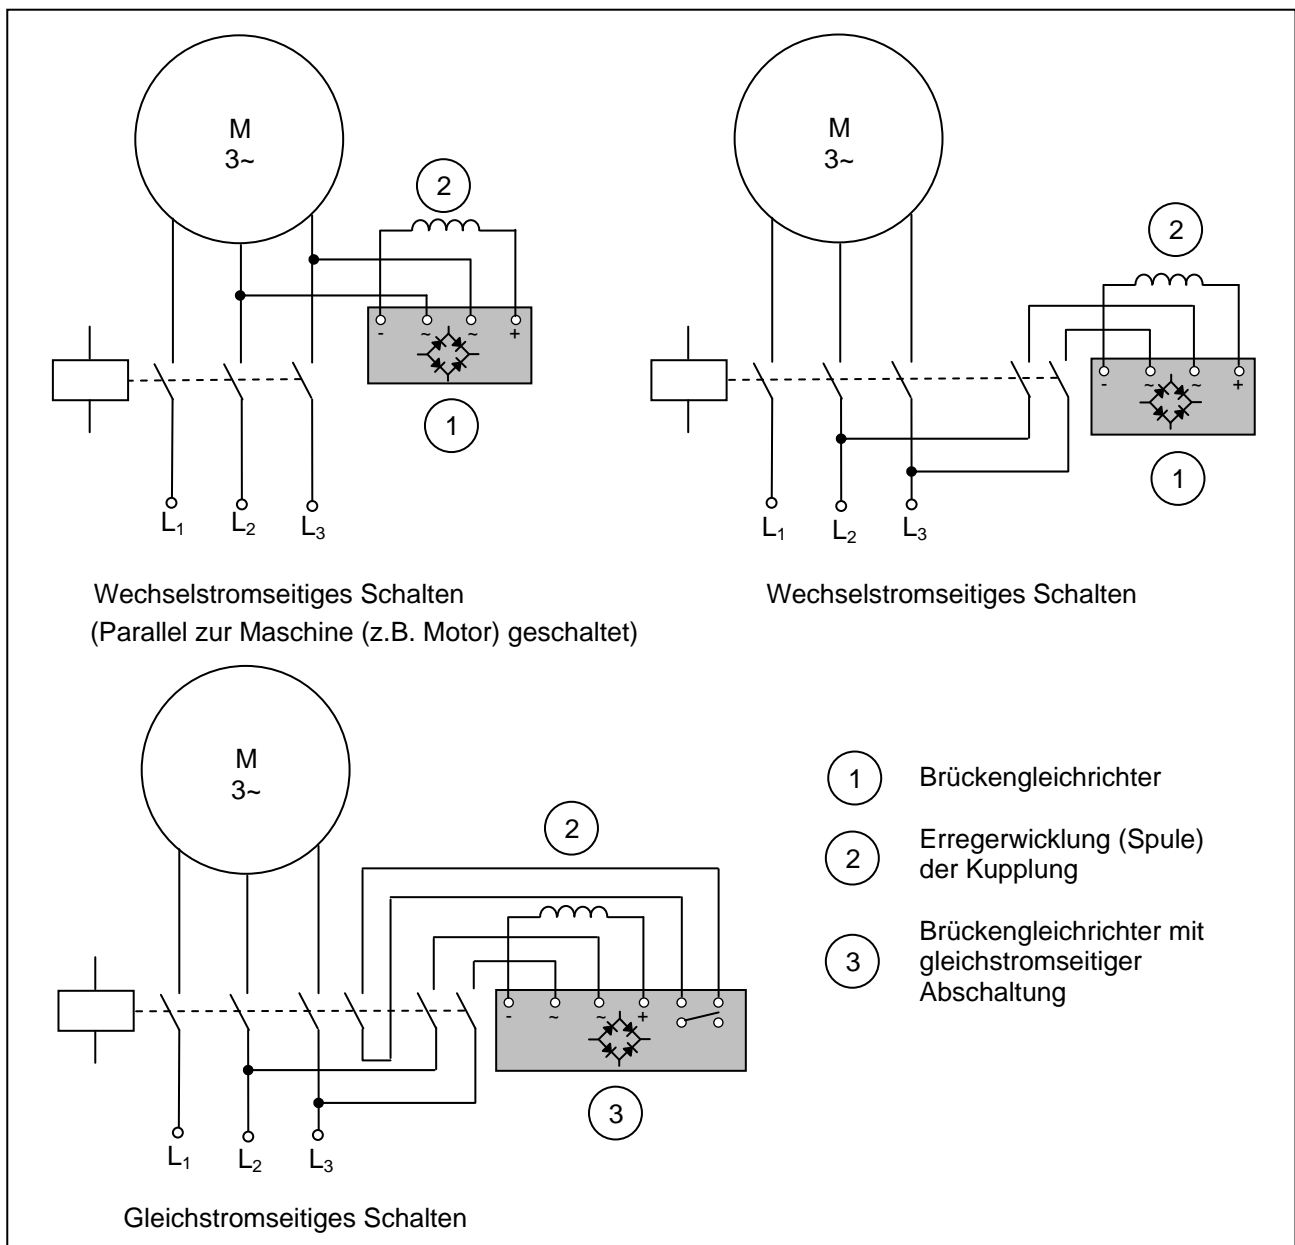 M
3~
2
- ~ ~ +
1
L₁ L₂ L₃
Wechselstromseitiges Schalten
(Parallel zur Maschine (z.B. Motor) geschaltet)
M
3~
2
- ~ ~ +
1
L₁ L₂ L₃
Wechselstromseitiges Schalten
M
3~
2
- ~ ~ +
3
L₁ L₂ L₃
Gleichstromseitiges Schalten
1 Brückengleichrichter
2 Erregerwicklung (Spule)
der Kupplung
3 Brückengleichrichter mit
gleichstromseitiger
Abschaltung